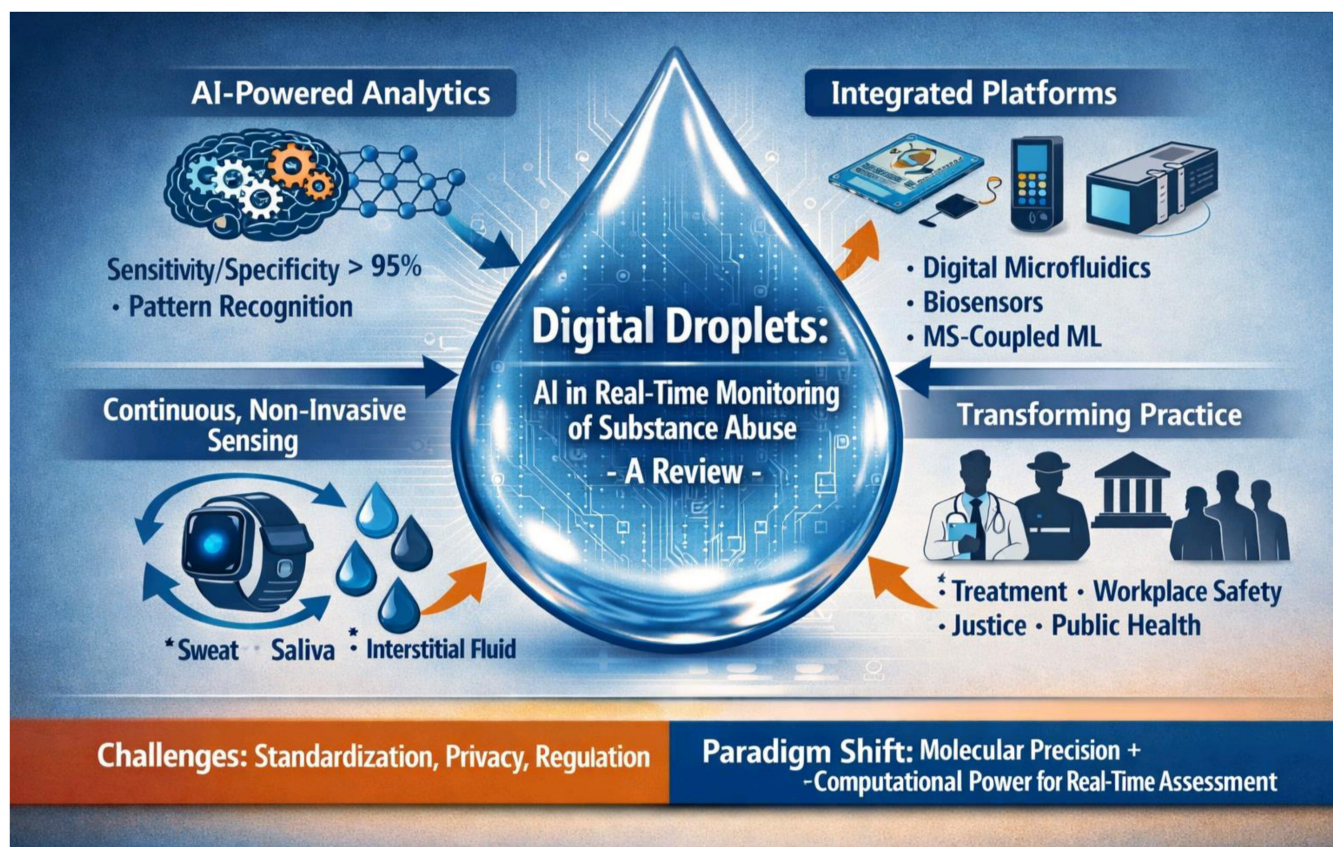 AI-Powered Analytics
Sensitivity/Specificity > 95%
• Pattern Recognition
Continuous, Non-Invasive
Sensing
*Sweat • Saliva • Interstitial Fluid
Digital Droplets:
AI in Real-Time Monitoring
of Substance Abuse
- A Review -
Integrated Platforms
• Digital Microfluidics
• Biosensors
• MS-Coupled ML
Transforming Practice
• Treatment • Workplace Safety
• Justice • Public Health
Challenges: Standardization, Privacy, Regulation
Paradigm Shift: Molecular Precision +
-Computational Power for Real-Time Assessment